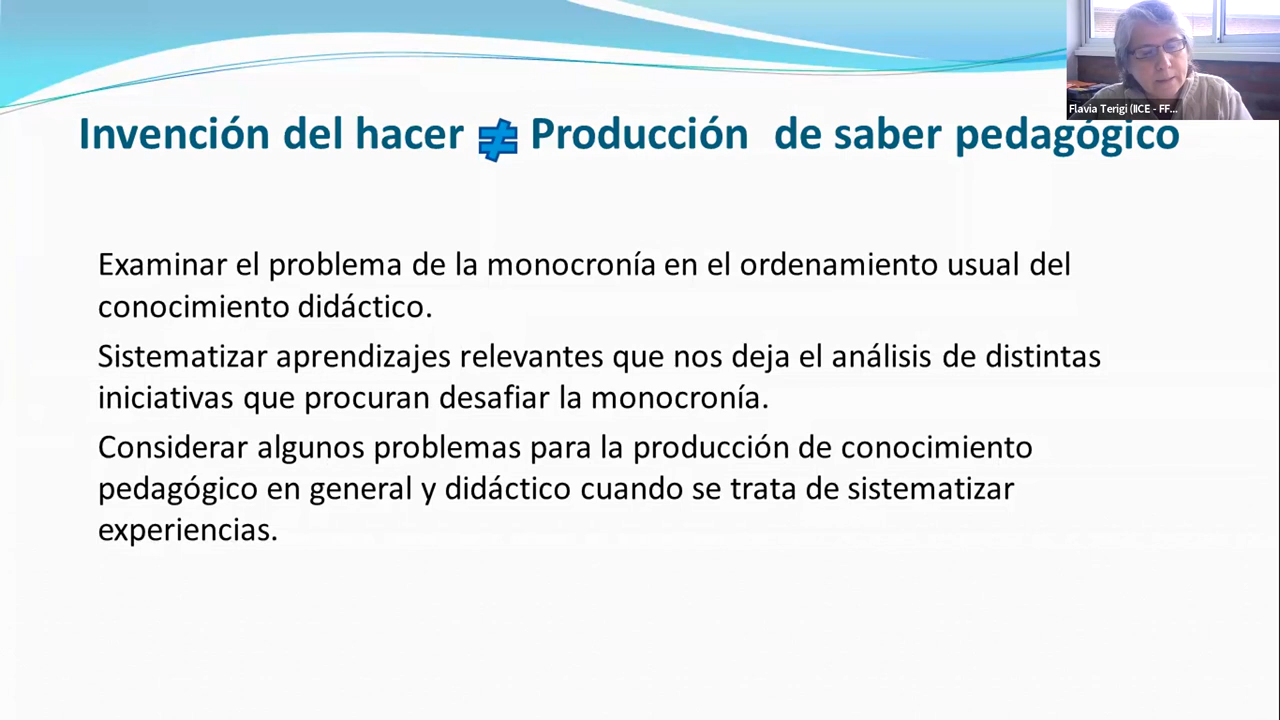 Flavia Terigi (IICE - FF...
Invención del hacer ≠ Producción de saber pedagógico
Examinar el problema de la monocronía en el ordenamiento usual del
conocimiento didáctico.
Sistematizar aprendizajes relevantes que nos deja el análisis de distintas
iniciativas que procuran desafiar la monocronía.
Considerar algunos problemas para la producción de conocimiento
pedagógico en general y didáctico cuando se trata de sistematizar
experiencias.